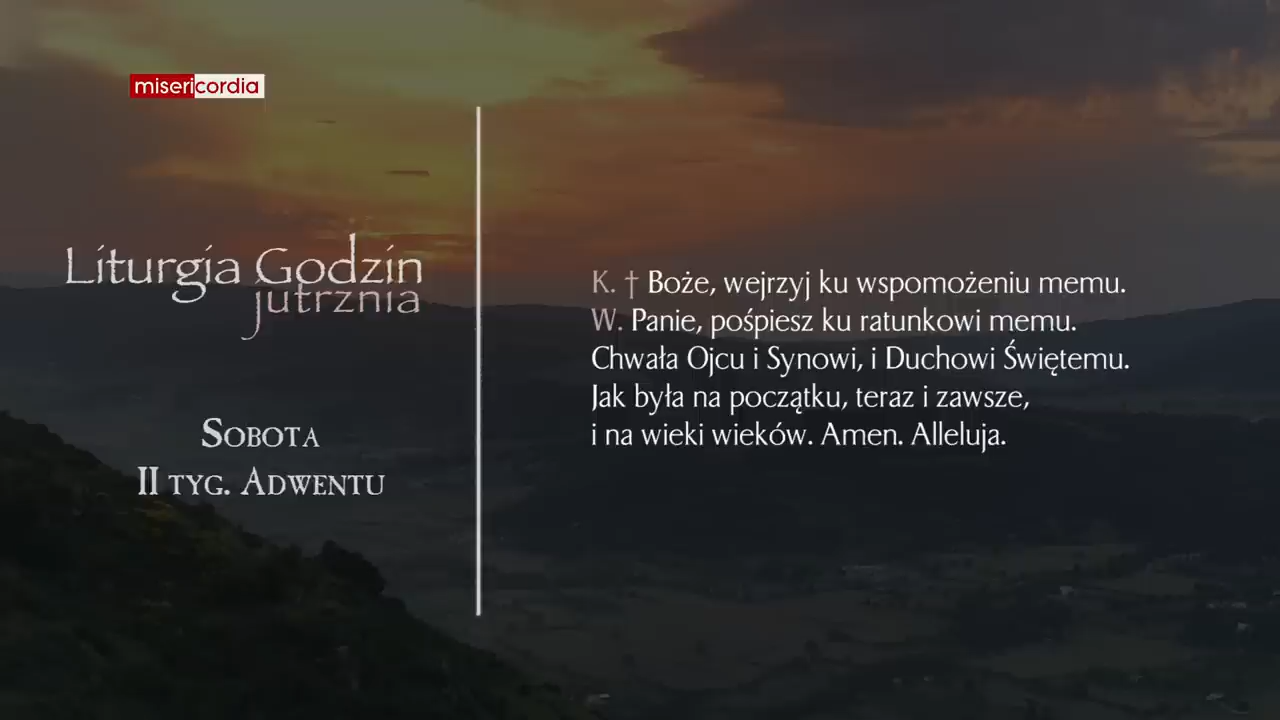 misericordia
Liturgia Godzin
jutrznia
Sobota
II tyg. Adwentu
K. † Boże, wejrzyj ku wspomożeniu memu.
W. Panie, pośpiesz ku ratunkowi memu.
Chwała Ojcu i Synowi, i Duchowi Świętemu.
Jak była na początku, teraz i zawsze,
i na wieki wieków. Amen. Alleluja.